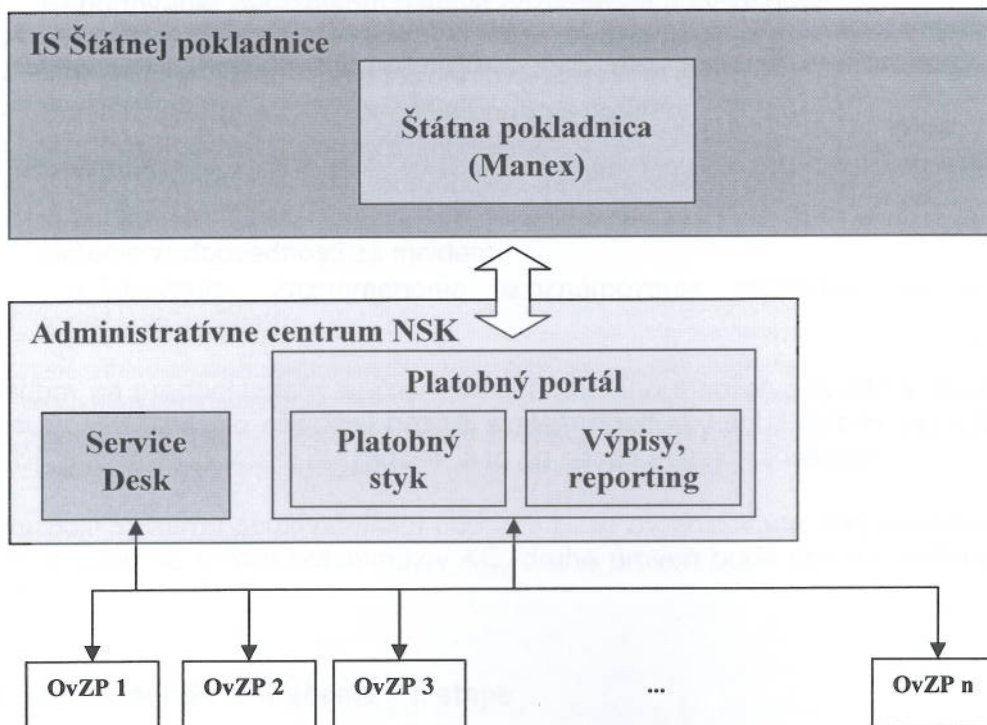 IS Štátnej pokladnice
Štátna pokladnica
(Manex)
Administratívne centrum NSK
Platobný portál
Service
Desk
Platobný
styk
Výpisy,
reporting
OvZP 1
OvZP 2
OvZP 3
...
OvZP n